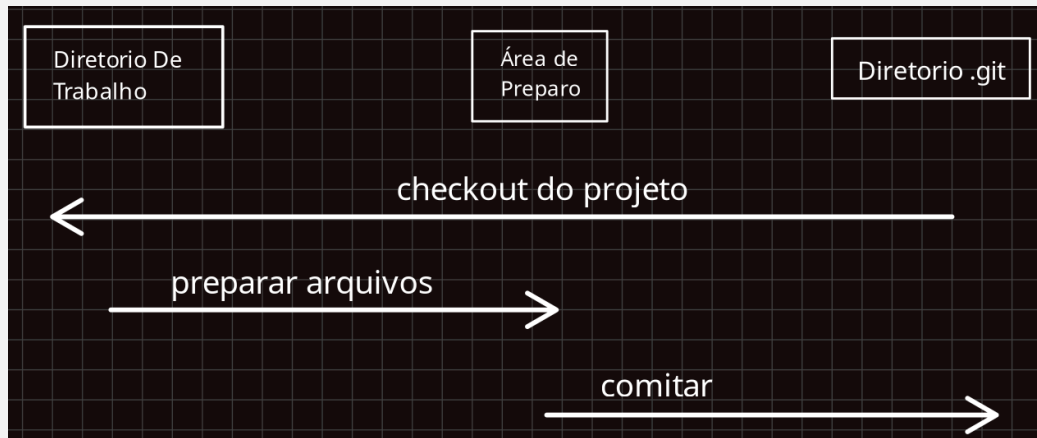 Diretorio De
Trabalho
Área de
Preparo
Diretorio .git
checkout do projeto
preparar arquivos
comitar